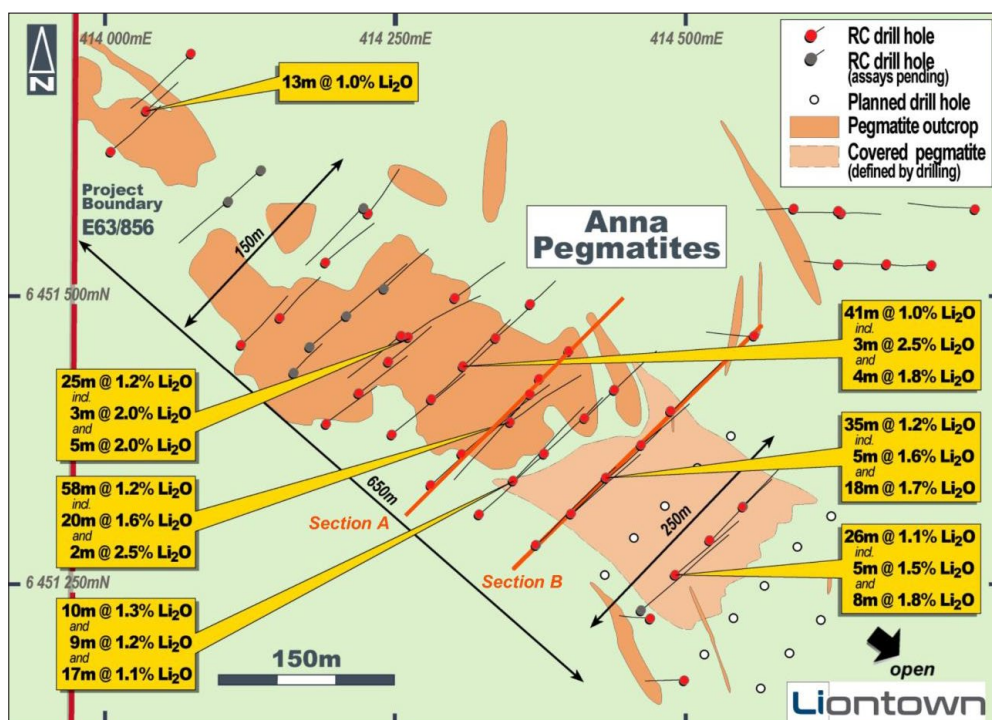 414 000mE
414 250mE
414 500mE
RC drill hole
RC drill hole
(assays pending)
Planned drill hole
Pegmatite outcrop
Covered pegmatite
(defined by drilling)
N
13m @ 1.0% Li2O
Project
Boundary
E63/856
150m
Anna
Pegmatites
6 451 500mN
41m @ 1.0% Li2O
incl.
3m @ 2.5% Li2O
and
4m @ 1.8% Li2O
25m @ 1.2% Li2O
incl.
3m @ 2.0% Li2O
and
5m @ 2.0% Li2O
35m @ 1.2% Li2O
incl.
5m @ 1.6% Li2O
and
18m @ 1.7% Li2O
58m @ 1.2% Li2O
incl.
20m @ 1.6% Li2O
and
2m @ 2.5% Li2O
650m
Section A
250m
Section B
26m @ 1.1% Li2O
incl.
5m @ 1.5% Li2O
and
8m @ 1.8% Li2O
6 451 250mN
10m @ 1.3% Li2O
and
9m @ 1.2% Li2O
and
17m @ 1.1% Li2O
150m
open
Liontown